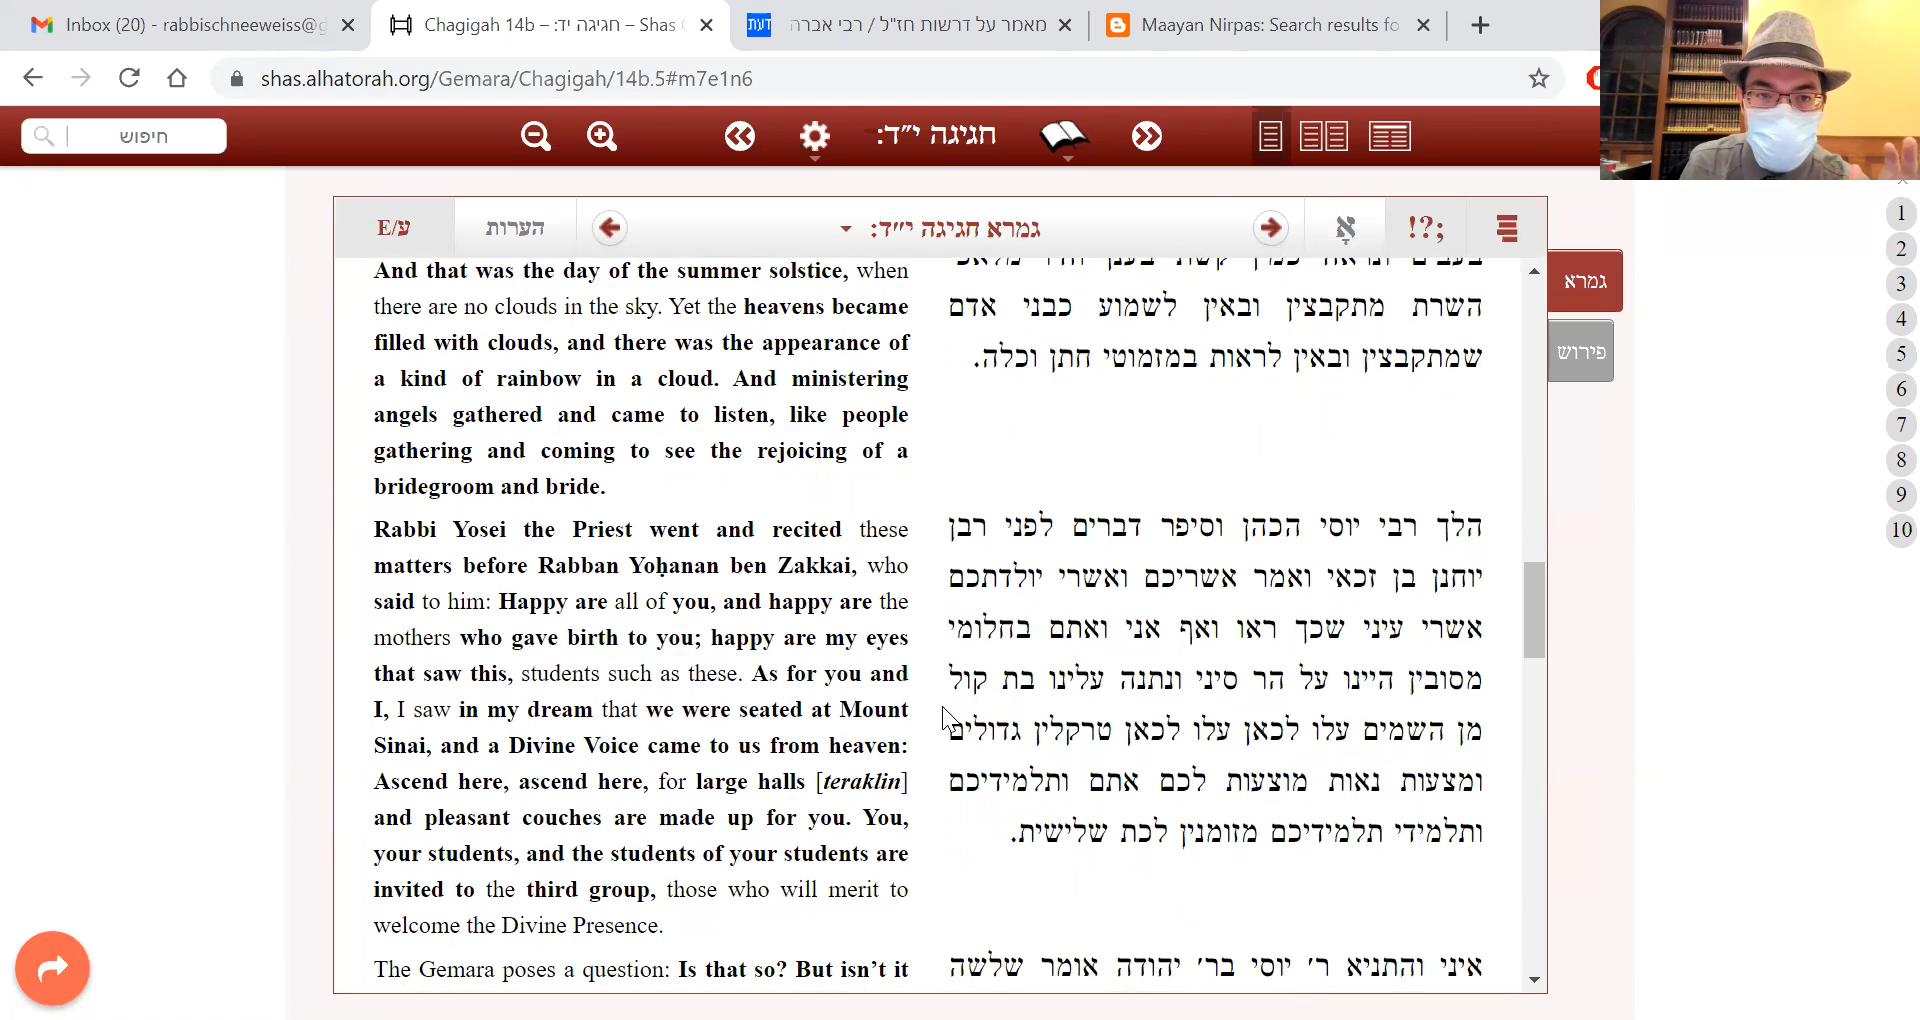 Inbox (20) - rabbischneeweiss@g
Chagigah 14b – חגיגה יד: – Shas
דעת
מאמר על דרשות חז"ל / רבי אברה
Maayan Nirpas: Search results fo
shas.alhatorah.org/Gemara/Chagigah/14b.5#m7e1n6
חיפוש
חגיגה י״ד:
E/ע
הערות
גמרא חגיגה י״ד:
אָ
!?;
גמרא
פירוש
1
2
3
4
5
6
7
8
9
10
And that was the day of the summer solstice, when
there are no clouds in the sky. Yet the heavens became
filled with clouds, and there was the appearance of
a kind of rainbow in a cloud. And ministering
angels gathered and came to listen, like people
gathering and coming to see the rejoicing of a
bridegroom and bride.
Rabbi Yosei the Priest went and recited these
matters before Rabban Yoḥanan ben Zakkai, who
said to him: Happy are all of you, and happy are the
mothers who gave birth to you; happy are my eyes
that saw this, students such as these. As for you and
I, I saw in my dream that we were seated at Mount
Sinai, and a Divine Voice came to us from heaven:
Ascend here, ascend here, for large halls [teraklin]
and pleasant couches are made up for you. You,
your students, and the students of your students are
invited to the third group, those who will merit to
welcome the Divine Presence.
The Gemara poses a question: Is that so? But isn't it
השרת מתקבצין ובאין לשמוע כבני אדם
שמתקבצין ובאין לראות במזמוטי חתן וכלה.
הלך רבי יוסי הכהן וסיפר דברים לפני רבן
יוחנן בן זכאי ואמר אשריכם ואשרי יולדתכם
אשרי עיני שכך ראו ואף אני ואתם בחלומי
מסובין היינו על הר סיני ונתנה עלינו בת קול
מן השמים עלו לכאן עלו לכאן טרקלין גדולים
ומצעות נאות מוצעות לכם אתם ותלמידיכם
ותלמידי תלמידיכם מזומנין לכת שלישית.
איני והתניא ר׳ יוסי בר׳ יהודה אומר שלשה